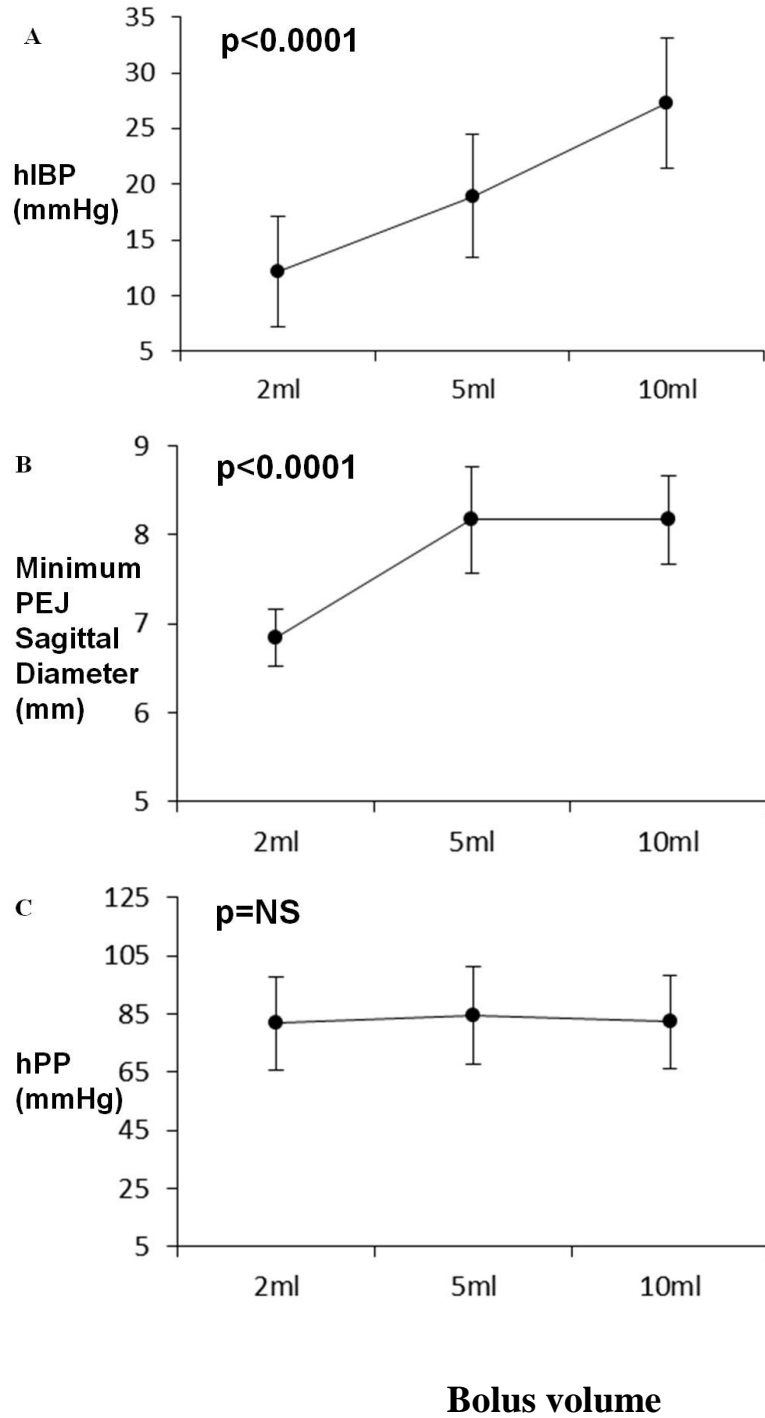 A
p<0.0001
35
30
25
20
15
10
5
hIBP
(mmHg)
2ml
5ml
10ml
B
p<0.0001
9
8
7
6
5
Minimum
PEJ
Sagittal
Diameter
(mm)
2ml
5ml
10ml
C
p=NS
125
105
85
65
45
25
5
hPP
(mmHg)
2ml
5ml
10ml
Bolus volume